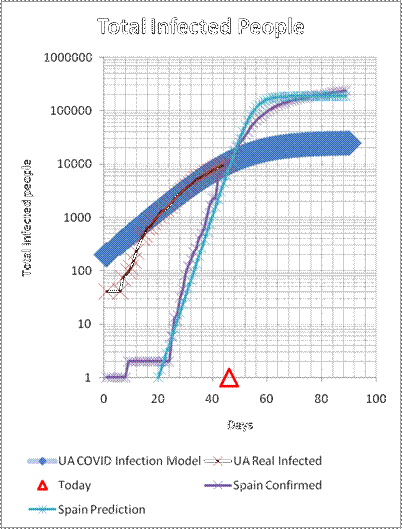 Total Infected People
1000000
100000
10000
1000
100
10
1
Total Infected people
0 20 40 60 80 100
Days
UA COVID Infection Model UA Real Infected
Today Spain Confirmed
Spain Prediction